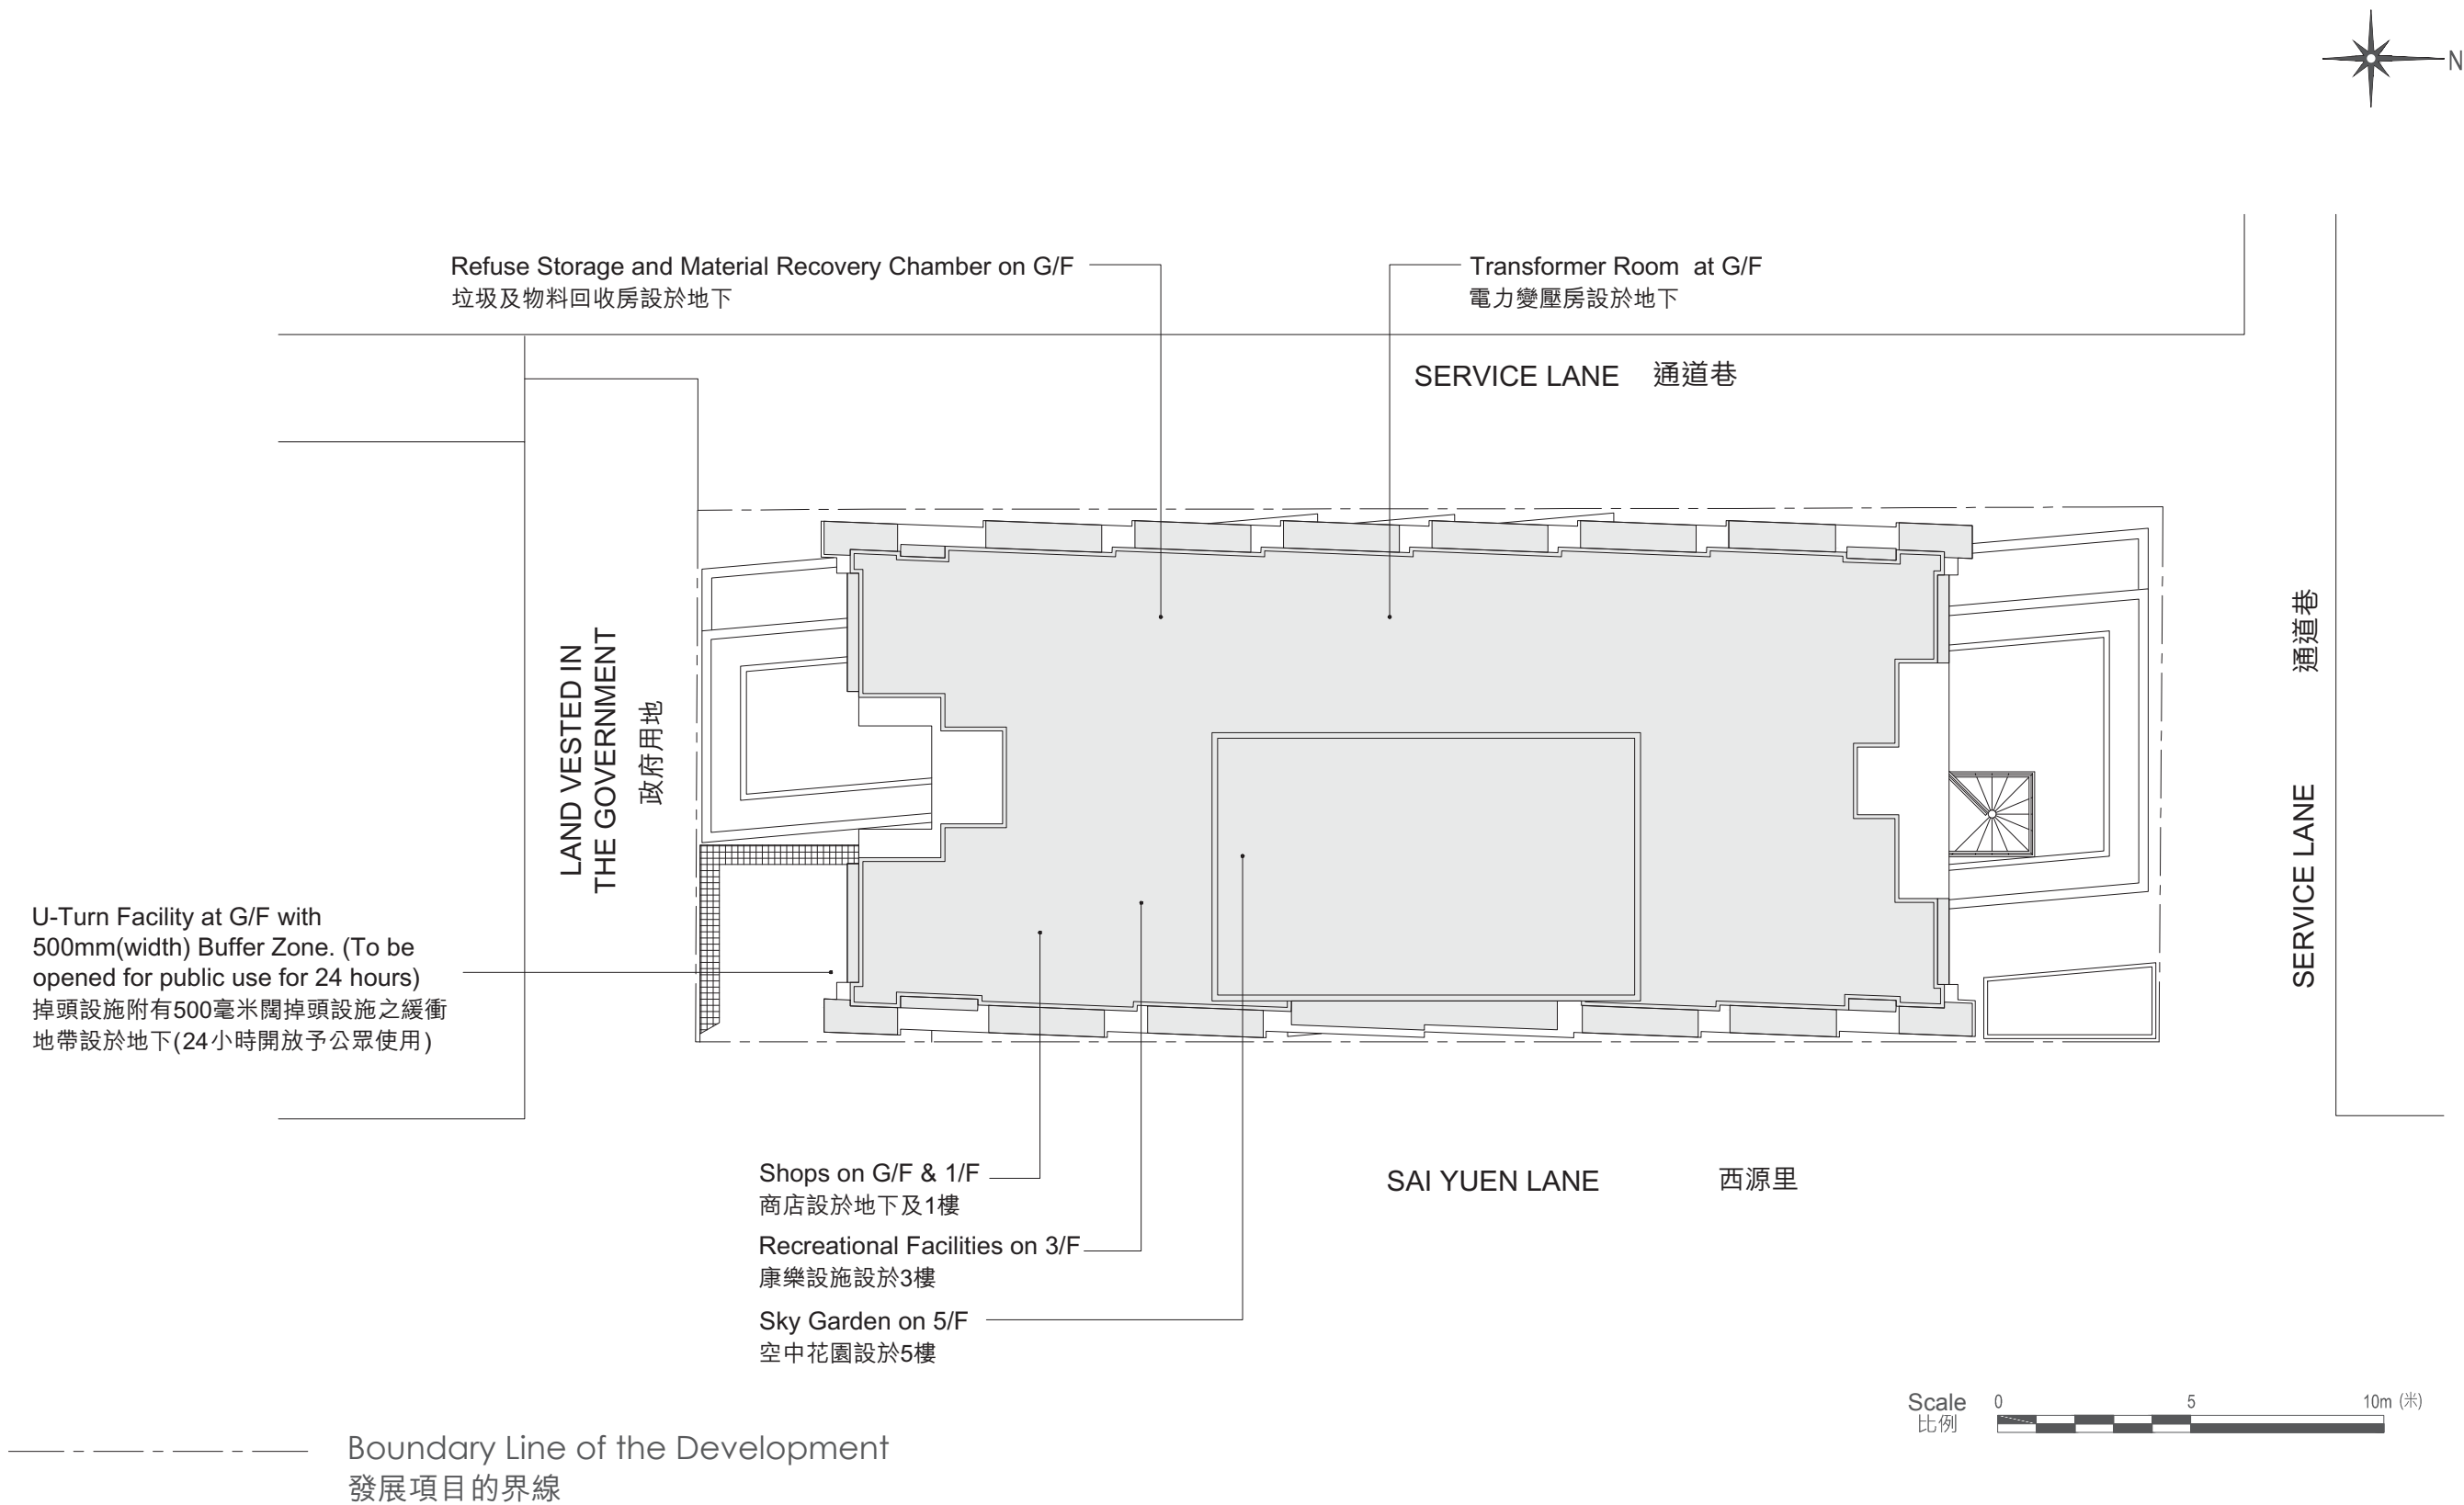 N
Refuse Storage and Material Recovery Chamber on G/F
垃圾及物料回收房設於地下
Transformer Room at G/F
電力變壓房設於地下
SERVICE LANE 通道巷
LAND VESTED IN
THE GOVERNMENT
政府用地
SERVICE LANE 通道巷
U-Turn Facility at G/F with
500mm(width) Buffer Zone. (To be
opened for public use for 24 hours)
掉頭設施附有500毫米闊掉頭設施之緩衝
地帶設於地下(24小時開放予公眾使用)
Shops on G/F & 1/F
商店設於地下及1樓
Recreational Facilities on 3/F
康樂設施設於3樓
Sky Garden on 5/F
空中花園設於5樓
SAI YUEN LANE 西源里
Scale 0 5 10m (米)
比例
Boundary Line of the Development
發展項目的界線